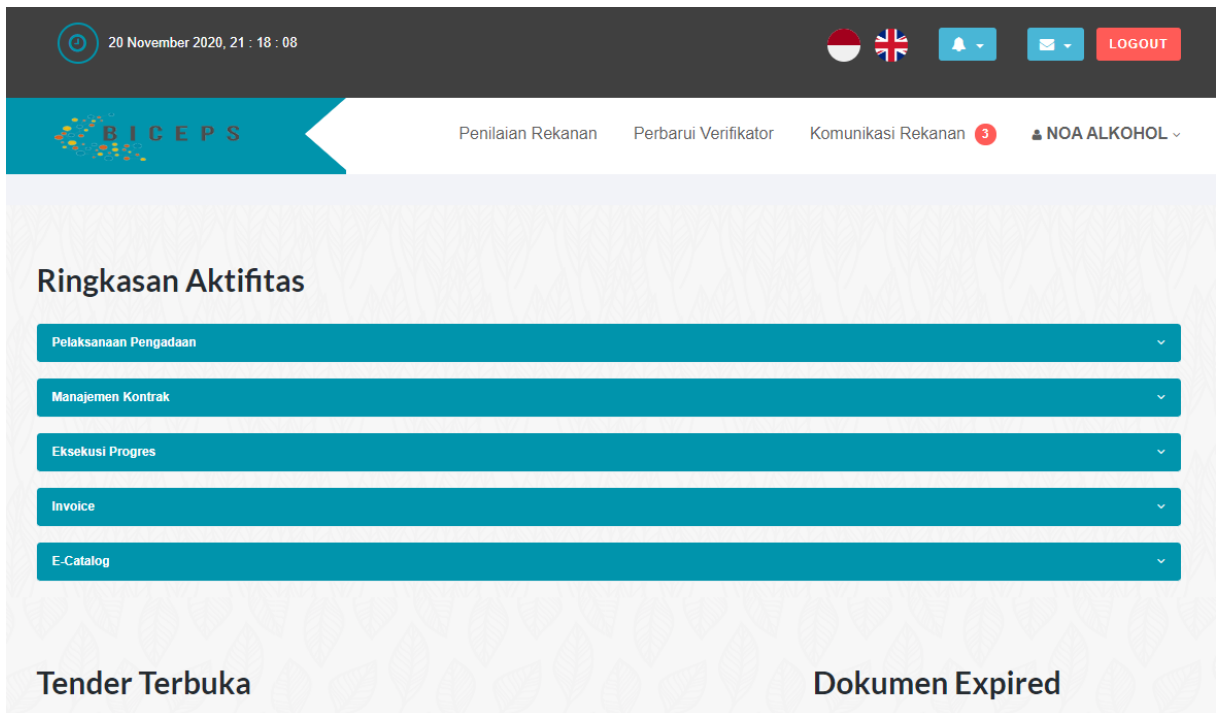 20 November 2020, 21 : 18 : 08
LOGOUT
BICEPS
Penilaian Rekanan
Perbarui Verifikator
Komunikasi Rekanan 3
NOA ALKOHOL
Ringkasan Aktifitas
Pelaksanaan Pengadaan
Manajemen Kontrak
Eksekusi Progres
Invoice
E-Catalog
Tender Terbuka
Dokumen Expired